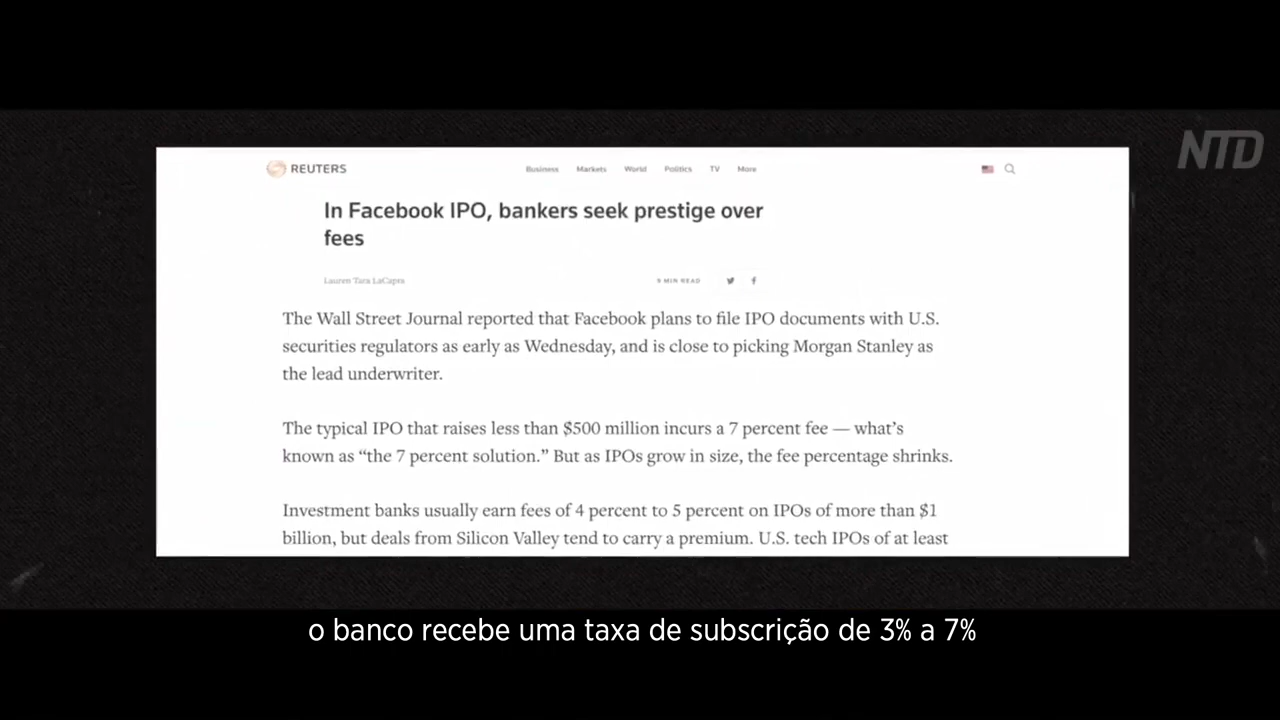 NTD
REUTERS
Business Markets World Politics TV More
In Facebook IPO, bankers seek prestige over
fees
Lauren Tara LaCapra
9 MIN READ
The Wall Street Journal reported that Facebook plans to file IPO documents with U.S.
securities regulators as early as Wednesday, and is close to picking Morgan Stanley as
the lead underwriter.
The typical IPO that raises less than $500 million incurs a 7 percent fee — what’s
known as “the 7 percent solution.” But as IPOs grow in size, the fee percentage shrinks.
Investment banks usually earn fees of 4 percent to 5 percent on IPOs of more than $1
billion, but deals from Silicon Valley tend to carry a premium. U.S. tech IPOs of at least
o banco recebe uma taxa de subscrição de 3% a 7%